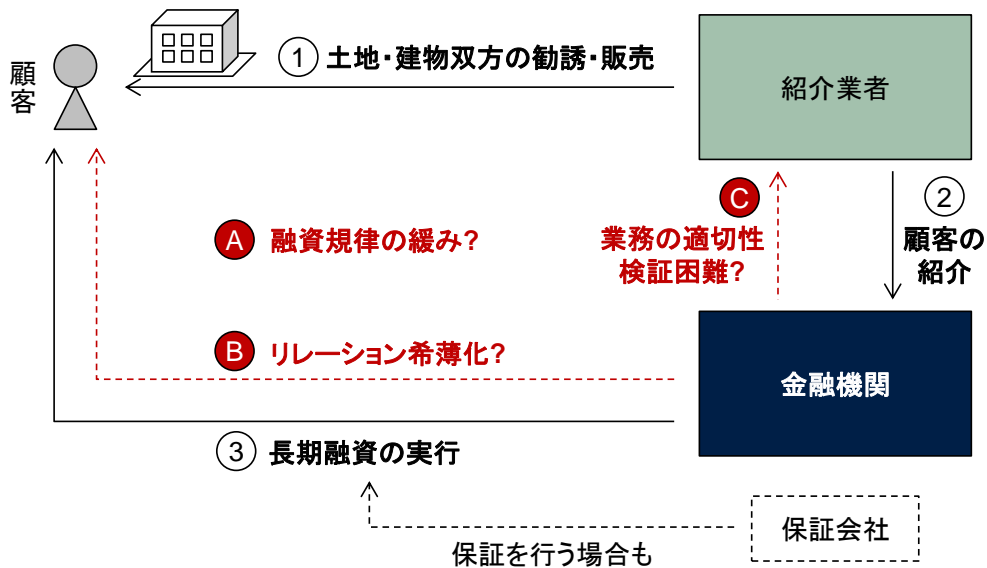 顧客
① 土地・建物双方の勧誘・販売
紹介業者
A 融資規律の緩み?
C
業務の適切性
検証困難?
②
顧客の
紹介
B リレーション希薄化?
金融機関
③ 長期融資の実行
保証会社
保証を行う場合も